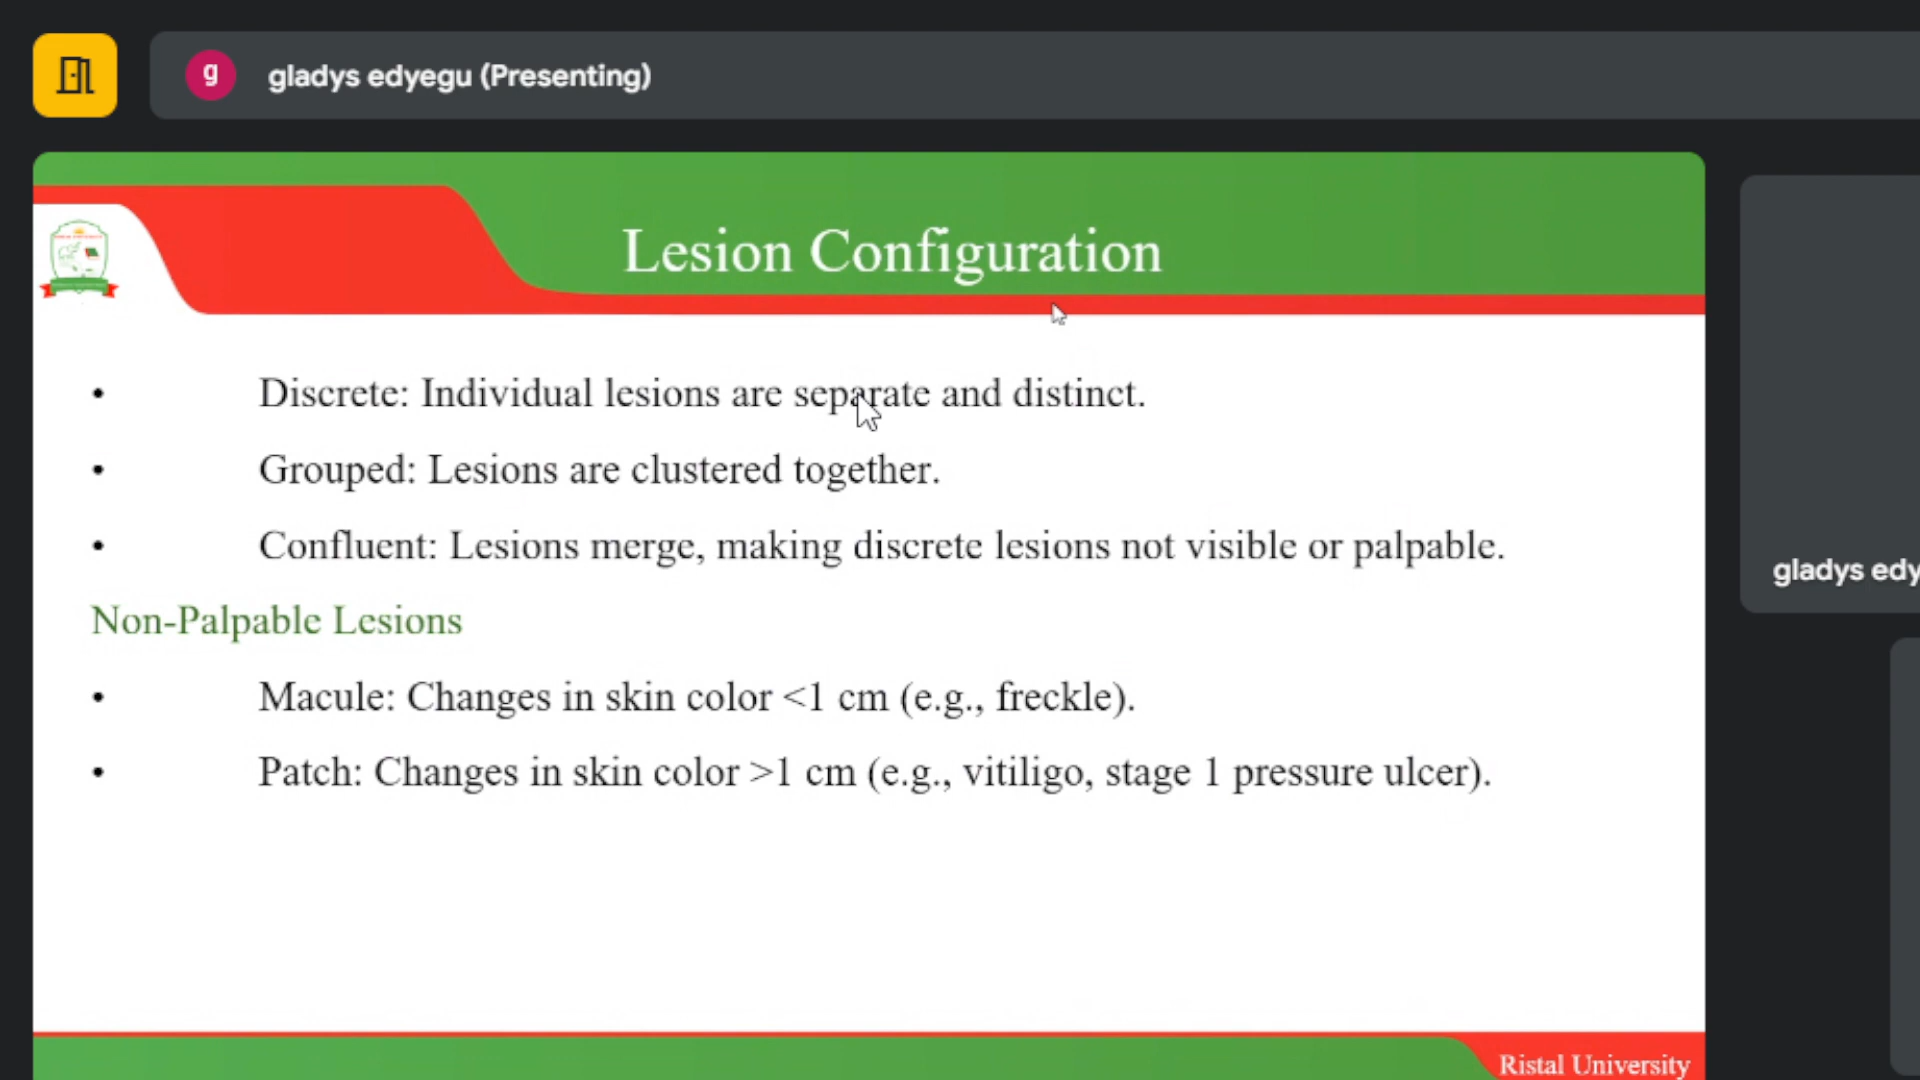 g
gladys edyegu (Presenting)
Lesion Configuration
• Discrete: Individual lesions are separate and distinct.
• Grouped: Lesions are clustered together.
• Confluent: Lesions merge, making discrete lesions not visible or palpable.
Non-Palpable Lesions
• Macule: Changes in skin color <1 cm (e.g., freckle).
• Patch: Changes in skin color >1 cm (e.g., vitiligo, stage 1 pressure ulcer).
gladys edy
Ristal University